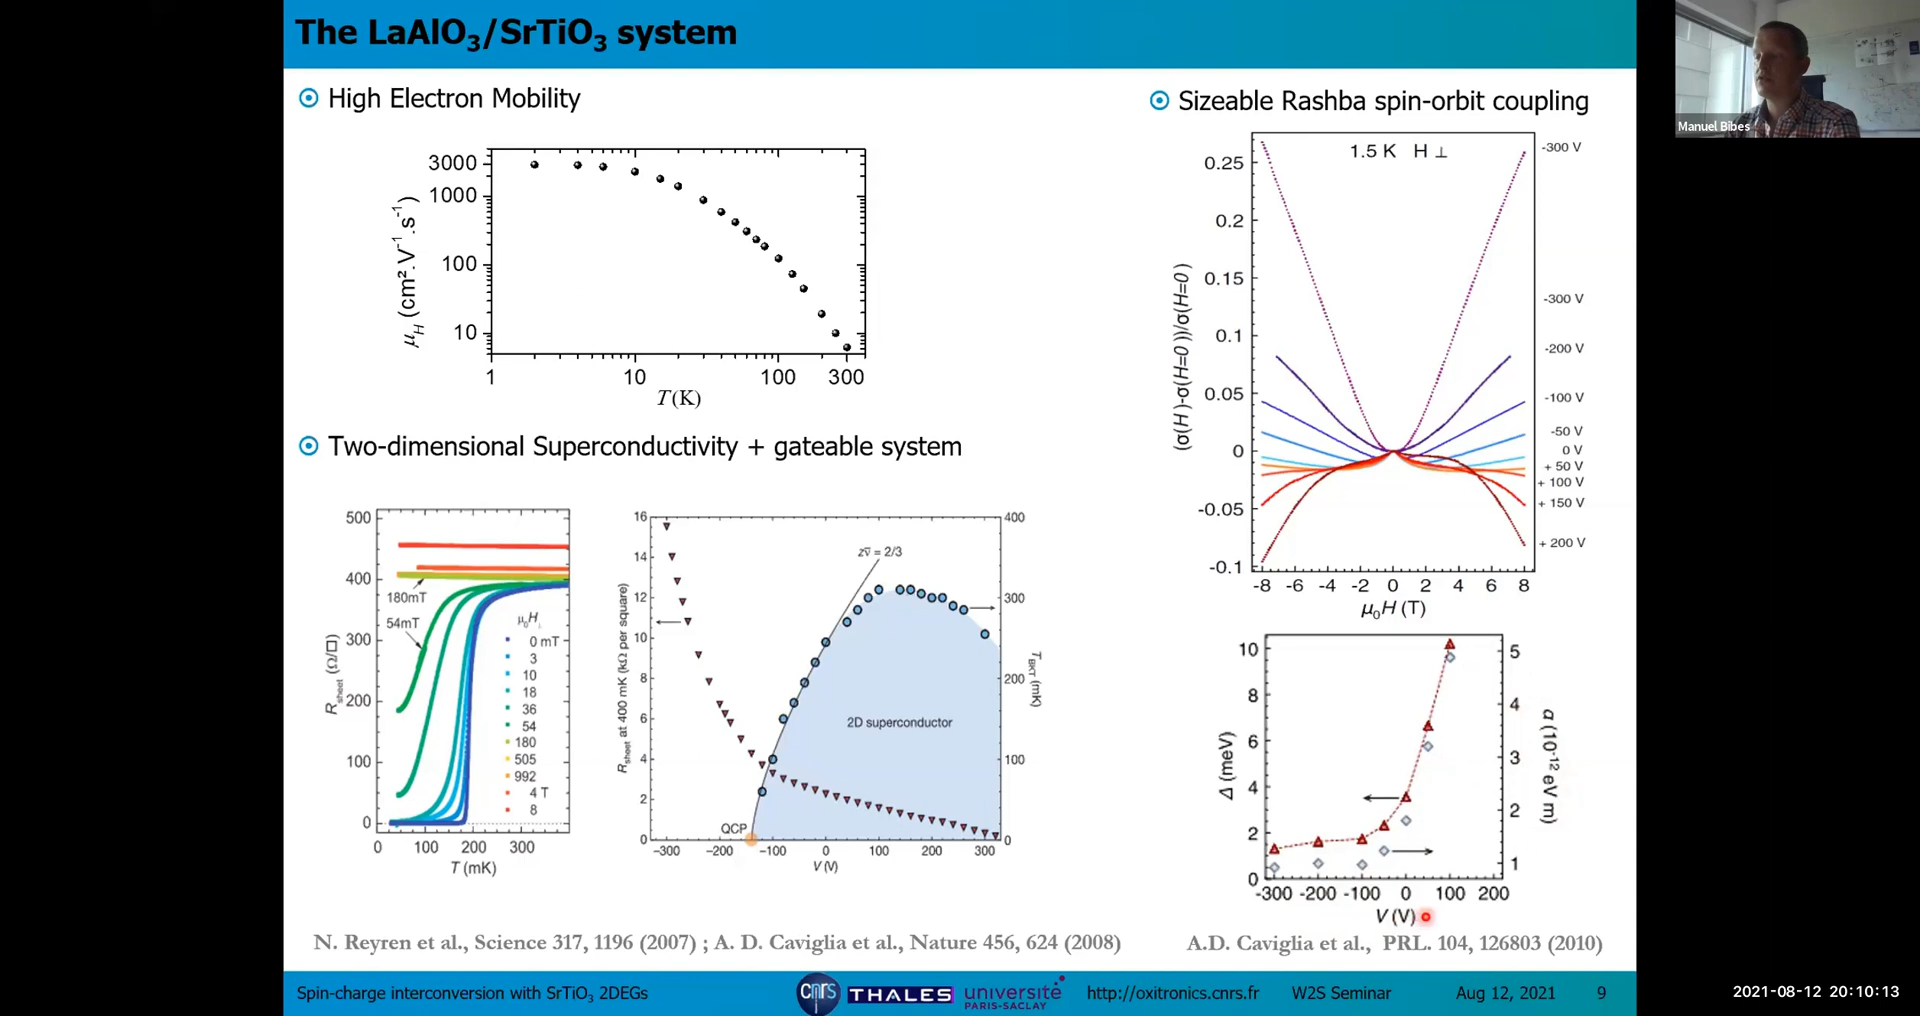 The LaAlO₃/SrTiO₃ system
High Electron Mobility
3000
1000
100
10
μ_H (cm².V⁻¹.s⁻¹)
1 10 100 300
T(K)
Two-dimensional Superconductivity + gateable system
500
400
300
200
100
0
R_sheet (Ω/□)
180mT
54mT
μ₀H⊥
0 mT
3
10
18
36
54
180
505
992
4 T
8
0 100 200 300
T (mK)
16
14
12
10
8
6
4
2
0
R_sheet at 400 mK (kΩ per square)
zν̄ = 2/3
2D superconductor
QCP
400
300
200
100
0
T_BKT (mK)
−300 −200 −100 0 100 200 300
V (V)
N. Reyren et al., Science 317, 1196 (2007) ; A. D. Caviglia et al., Nature 456, 624 (2008)
Sizeable Rashba spin-orbit coupling
1.5 K H ⊥
0.25
0.2
0.15
0.1
0.05
0
-0.05
-0.1
(σ(H)-σ(H=0))/σ(H=0)
-300 V
-300 V
-200 V
-100 V
-50 V
0 V
+ 50 V
+ 100 V
+ 150 V
+ 200 V
-8 -6 -4 -2 0 2 4 6 8
μ₀H (T)
10
8
6
4
2
0
Δ (meV)
5
4
3
2
1
α (10⁻¹² eV m)
-300 -200 -100 0 100 200
V (V)
A.D. Caviglia et al., PRL. 104, 126803 (2010)
Spin-charge interconversion with SrTiO₃ 2DEGs
cnrs
THALES
université
PARIS-SACLAY
http://oxitronics.cnrs.fr
W2S Seminar
Aug 12, 2021
9
Manuel Bibes
2021-08-12 20:10:13